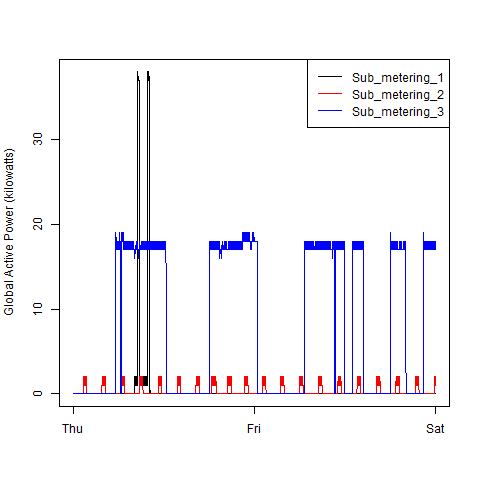 Sub_metering_1
Sub_metering_2
Sub_metering_3
Global Active Power (kilowatts)
30
20
10
0
Thu
Fri
Sat